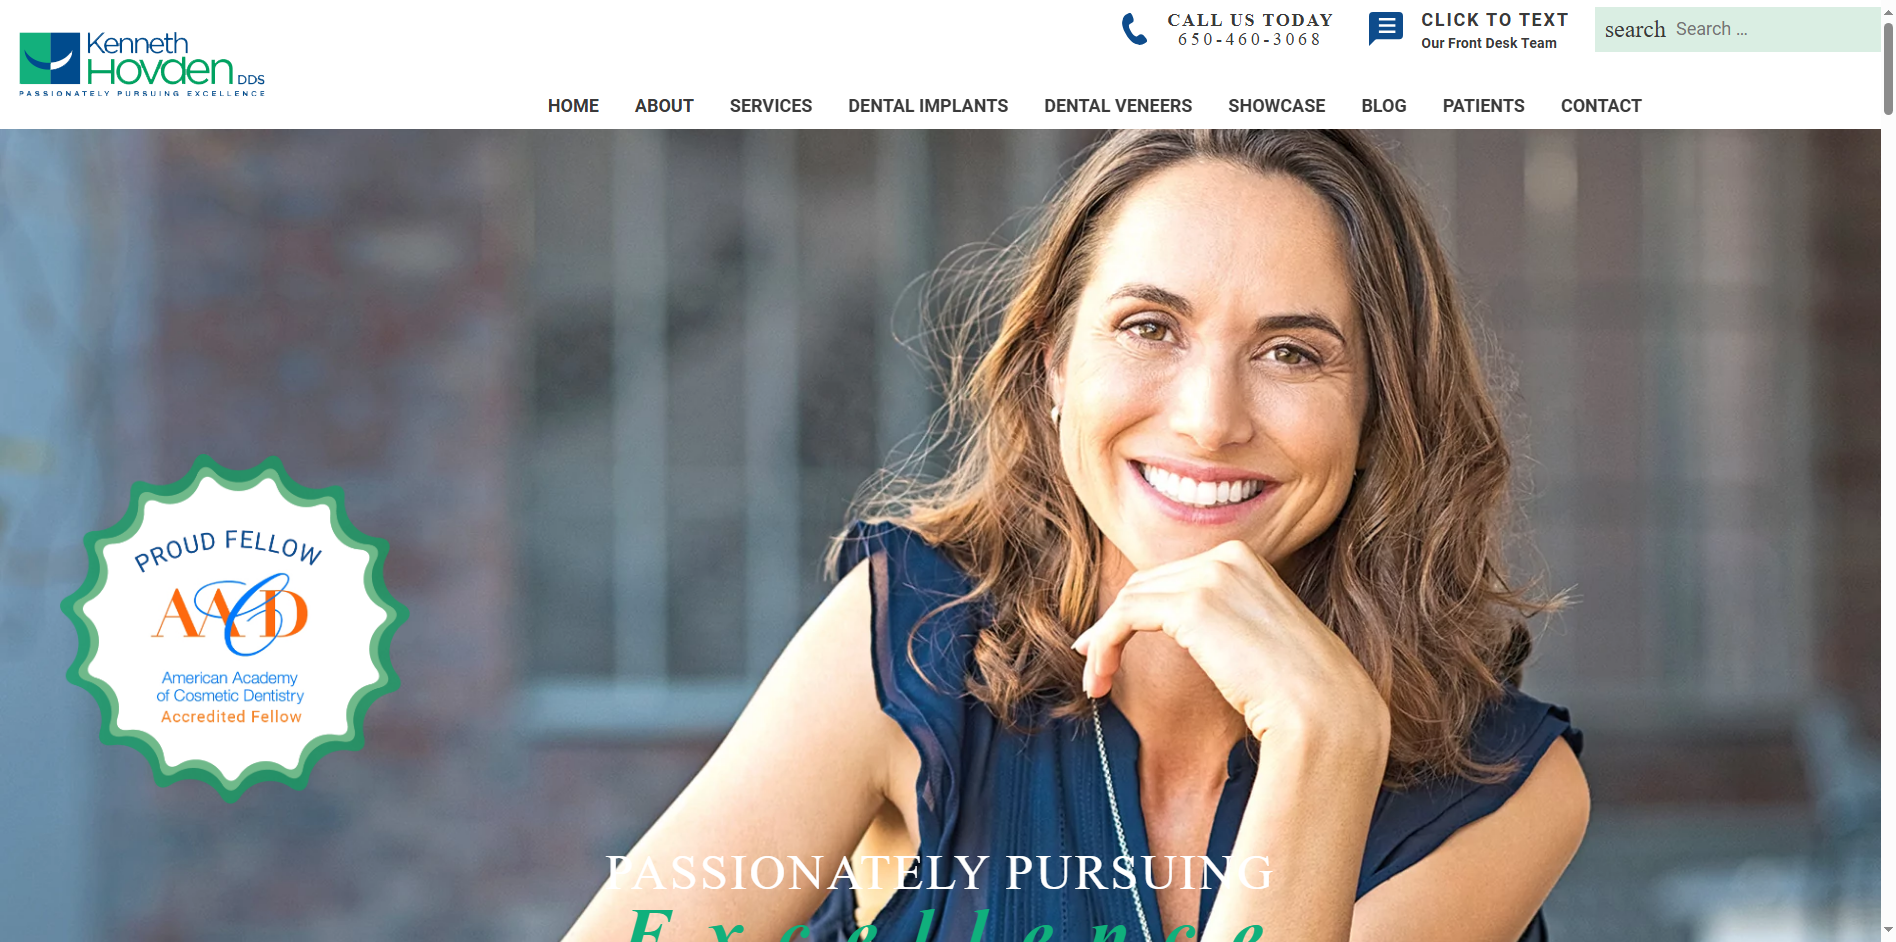 Kenneth
Hovden DDS
PASSIONATELY PURSUING EXCELLENCE
CALL US TODAY
650-460-3068
CLICK TO TEXT
Our Front Desk Team
search Search ...
HOME ABOUT SERVICES DENTAL IMPLANTS DENTAL VENEERS SHOWCASE BLOG PATIENTS CONTACT
PROUD FELLOW
AACD
American Academy
of Cosmetic Dentistry
Accredited Fellow
PASSIONATELY PURSUING
Excellence